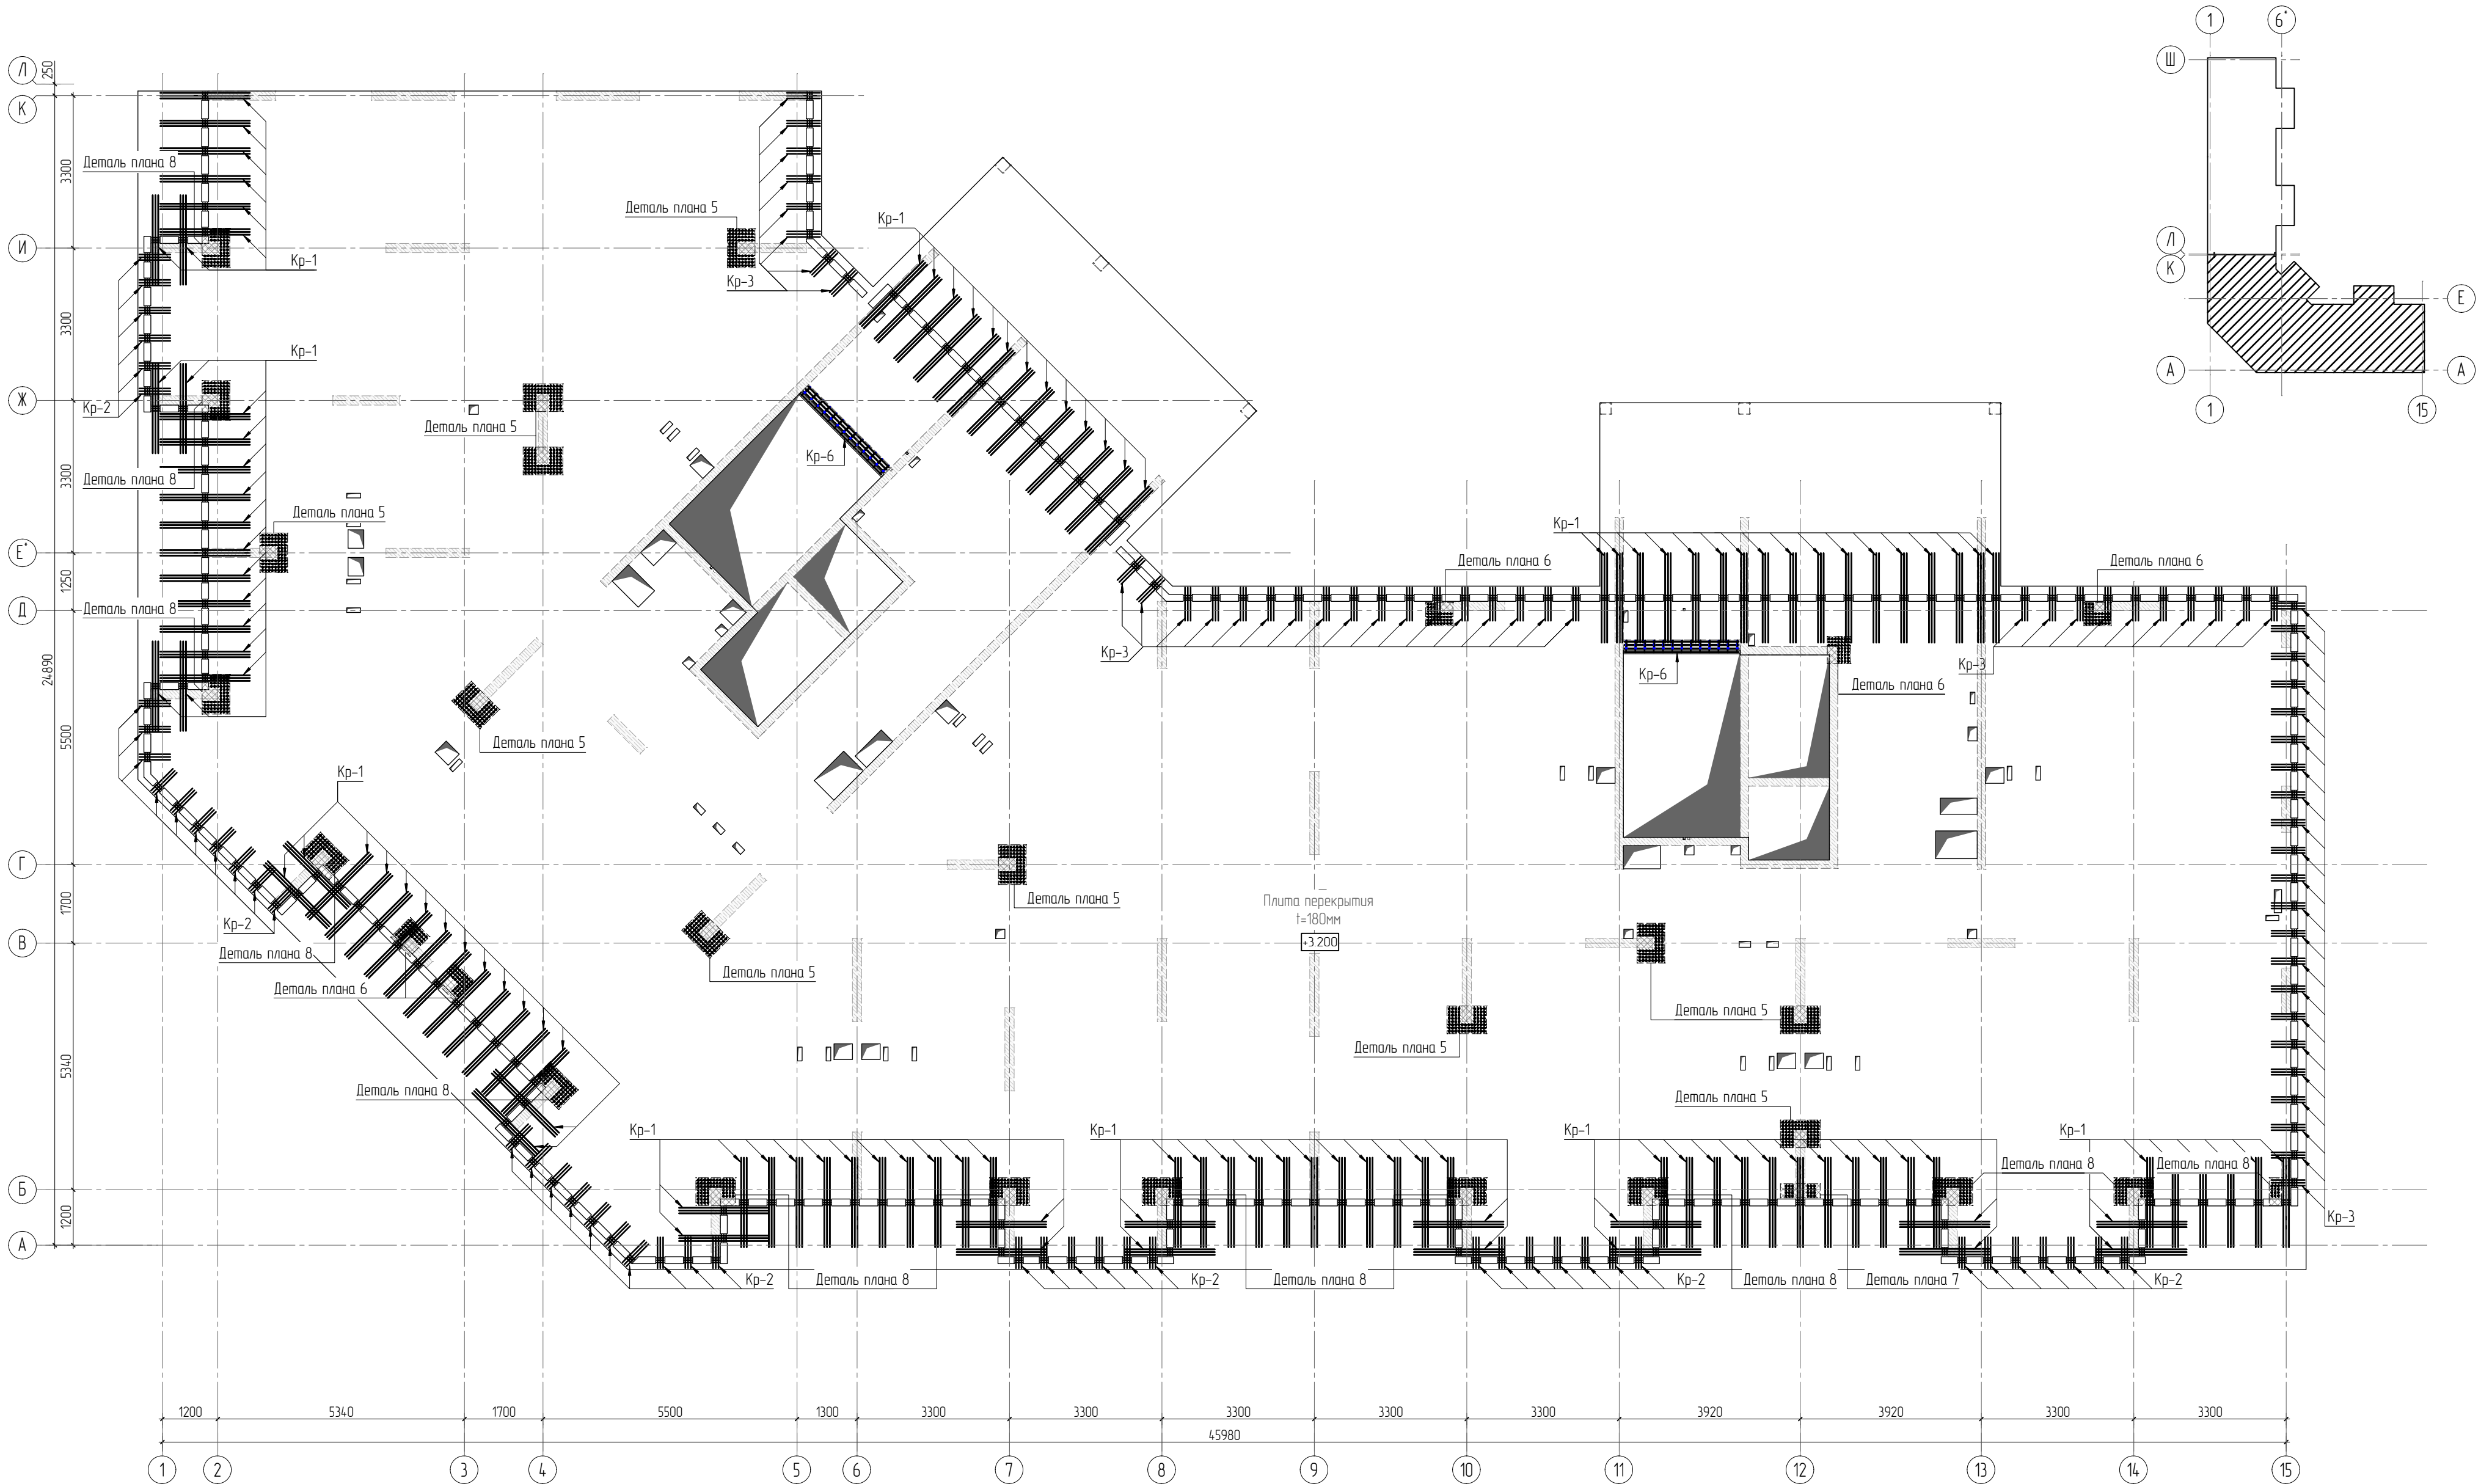 1
6*
Ш
Л
К
Е
А
А
1
15
Л
К
И
Ж
Е*
Д
Г
В
Б
А
250
3300
3300
3300
1250
5500
1700
5340
1200
24890
Деталь плана 8
Кр-1
Кр-1
Кр-2
Деталь плана 8
Деталь плана 5
Деталь плана 8
Деталь плана 5
Кр-3
Кр-1
Деталь плана 5
Кр-6
Кр-1
Деталь плана 6
Деталь плана 6
Кр-3
Кр-6
Кр-3
Деталь плана 6
Деталь плана 5
Кр-1
Кр-2
Деталь плана 8
Деталь плана 6
Деталь плана 5
Деталь плана 5
Плита перекрытия
t=180мм
+3.200
Деталь плана 5
Деталь плана 5
Деталь плана 8
Деталь плана 5
Кр-1
Кр-1
Кр-1
Кр-1
Деталь плана 8
Деталь плана 8
Кр-3
Кр-2
Деталь плана 8
Кр-2
Деталь плана 8
Кр-2
Деталь плана 8
Деталь плана 7
Кр-2
1200
5340
1700
5500
1300
3300
3300
3300
3300
3300
3920
3920
3300
3300
45980
1
2
3
4
5
6
7
8
9
10
11
12
13
14
15